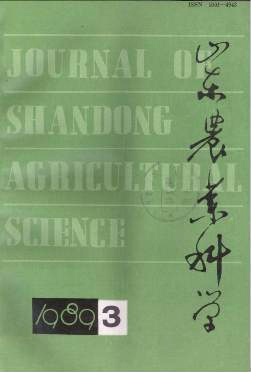 ISSN 1001-4942
JOURNAL OF
SHANDONG
AGRICULTURAL
SCIENCE
山东农业科学
1989 3